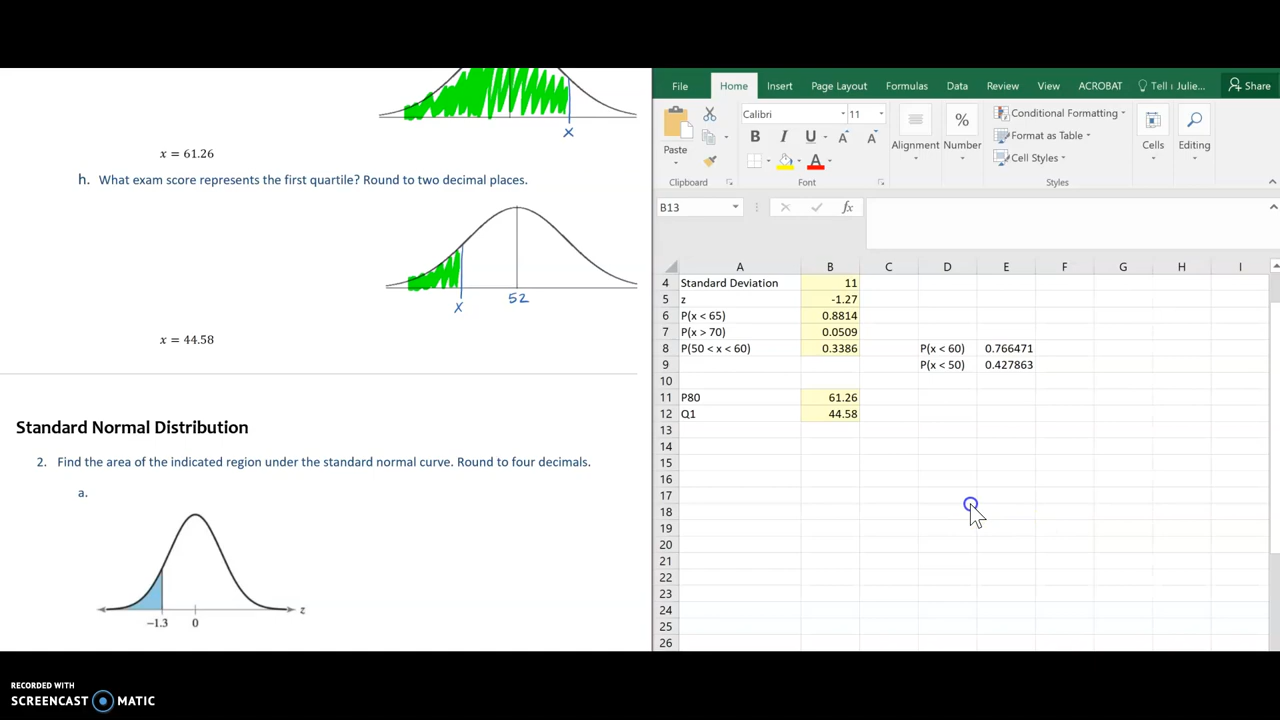 x
x = 61.26
h. What exam score represents the first quartile? Round to two decimal places.
52
x
x = 44.58
Standard Normal Distribution
2. Find the area of the indicated region under the standard normal curve. Round to four decimals.
a.
z
−1.3 0
File Home Insert Page Layout Formulas Data Review View ACROBAT Tell Julie... Share
Calibri 11
B I U A A
A
Paste
Clipboard Font
Alignment
%
Number
Conditional Formatting
Format as Table
Cell Styles
Styles
Cells
Editing
B13 fx
A B C D E F G H I
4 Standard Deviation 11
5 z -1.27
6 P(x < 65) 0.8814
7 P(x > 70) 0.0509
8 P(50 < x < 60) 0.3386 P(x < 60) 0.766471
9 P(x < 50) 0.427863
10
11 P80 61.26
12 Q1 44.58
13
14
15
16
17
18
19
20
21
22
23
24
25
26
RECORDED WITH
SCREENCAST MATIC